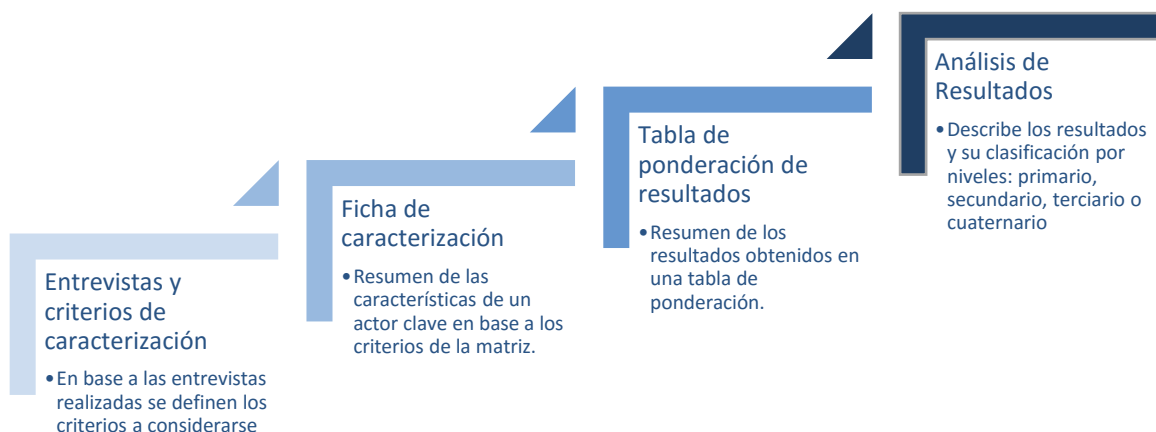 Entrevistas y
criterios de
caracterización
•En base a las entrevistas
realizadas se definen los
criterios a considerarse
Ficha de
caracterización
•Resumen de las
características de un
actor clave en base a los
criterios de la matriz.
Tabla de
ponderación de
resultados
•Resumen de los
resultados obtenidos en
una tabla de
ponderación.
Análisis de
Resultados
•Describe los resultados
y su clasificación por
niveles: primario,
secundario, terciario o
cuaternario